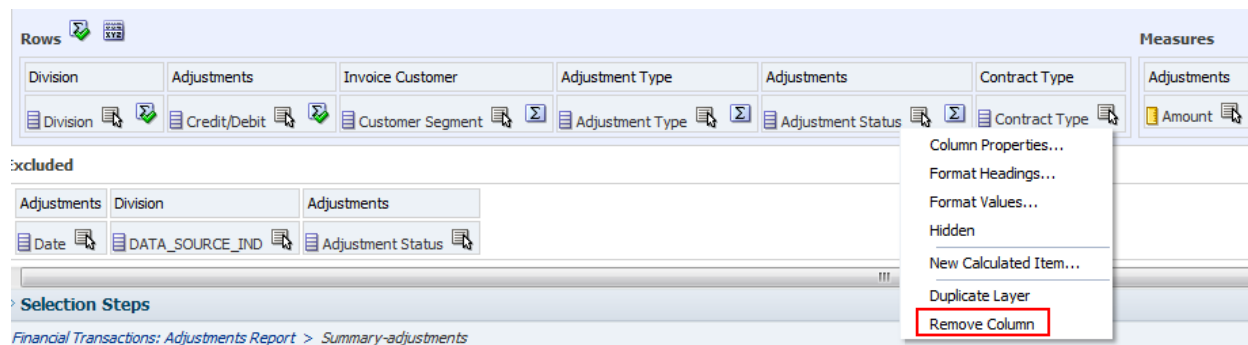 Rows
Measures
Division Adjustments Invoice Customer Adjustment Type Adjustments Contract Type Adjustments
Division Credit/Debit Customer Segment Adjustment Type Adjustment Status Contract Type Amount
Column Properties...
xcluded
Format Headings...
Adjustments Division Adjustments
Format Values...
Date DATA_SOURCE_IND Adjustment Status
Hidden
New Calculated Item...
Selection Steps
Duplicate Layer
Remove Column
Financial Transactions: Adjustments Report > Summary-adjustments